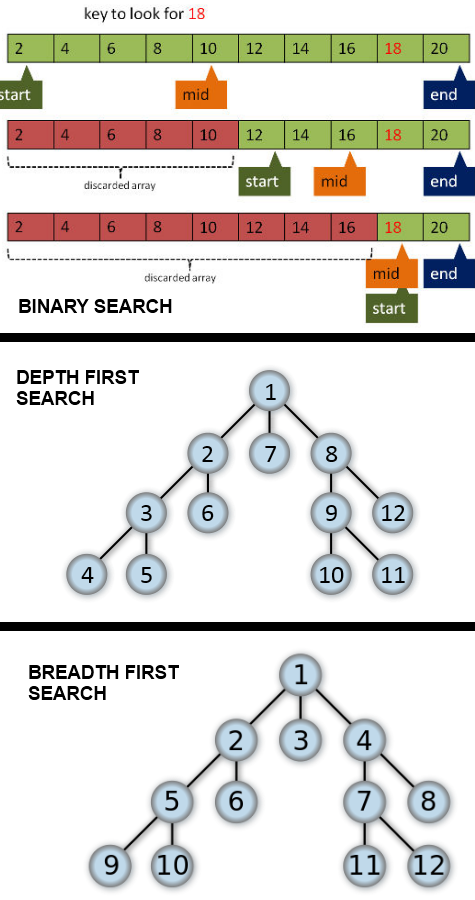 key to look for 18
2 4 6 8 10 12 14 16 18 20
start mid end
2 4 6 8 10 12 14 16 18 20
discarded array start mid end
2 4 6 8 10 12 14 16 18 20
discarded array mid end
start
BINARY SEARCH
DEPTH FIRST
SEARCH
1
2 7 8
3 6 9 12
4 5 10 11
BREADTH FIRST
SEARCH
1
2 3 4
5 6 7 8
9 10 11 12